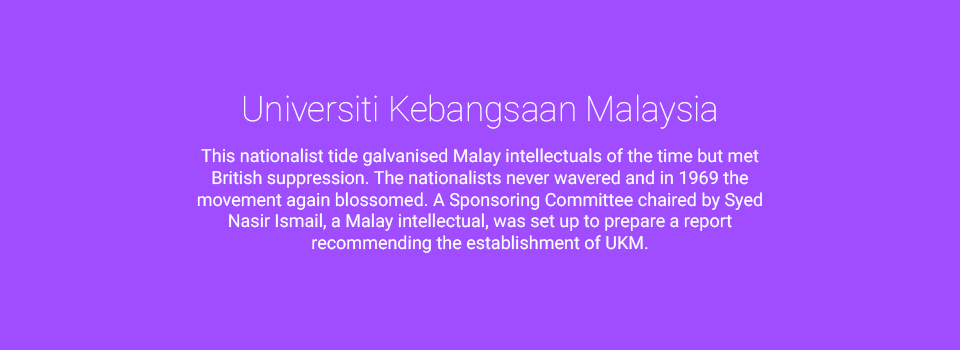 Universiti Kebangsaan Malaysia
This nationalist tide galvanised Malay intellectuals of the time but met
British suppression. The nationalists never wavered and in 1969 the
movement again blossomed. A Sponsoring Committee chaired by Syed
Nasir Ismail, a Malay intellectual, was set up to prepare a report
recommending the establishment of UKM.